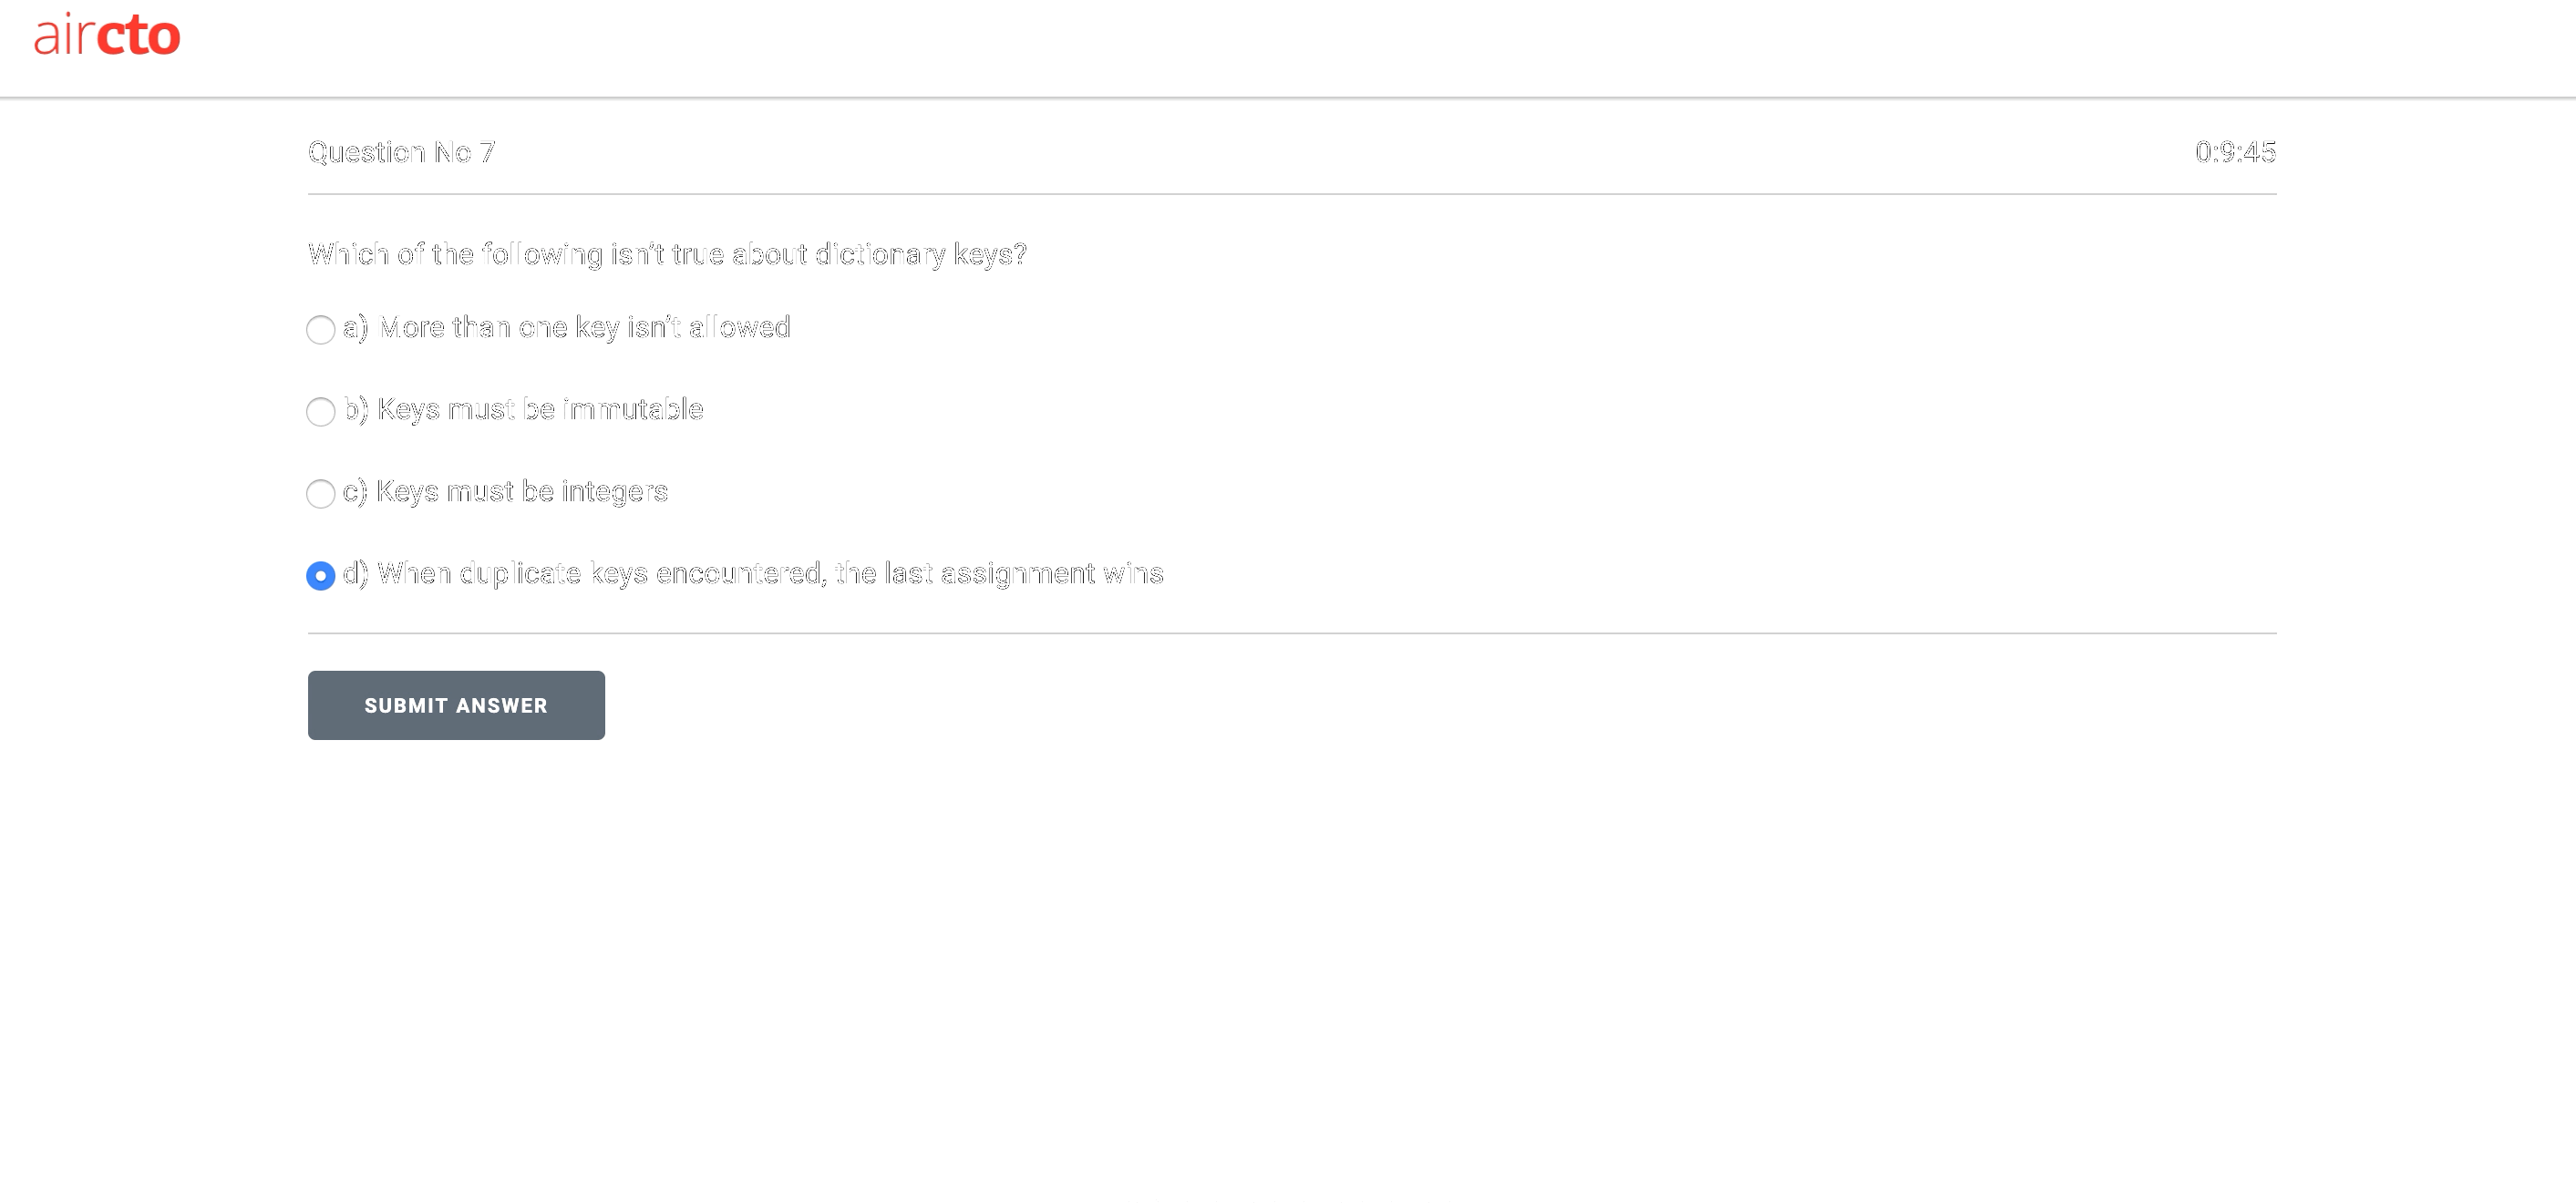 aircto
Question No 7
0:9:45
Which of the following isn't true about dictionary keys?
a) More than one key isn't allowed
b) Keys must be immutable
c) Keys must be integers
d) When duplicate keys encountered, the last assignment wins
SUBMIT ANSWER